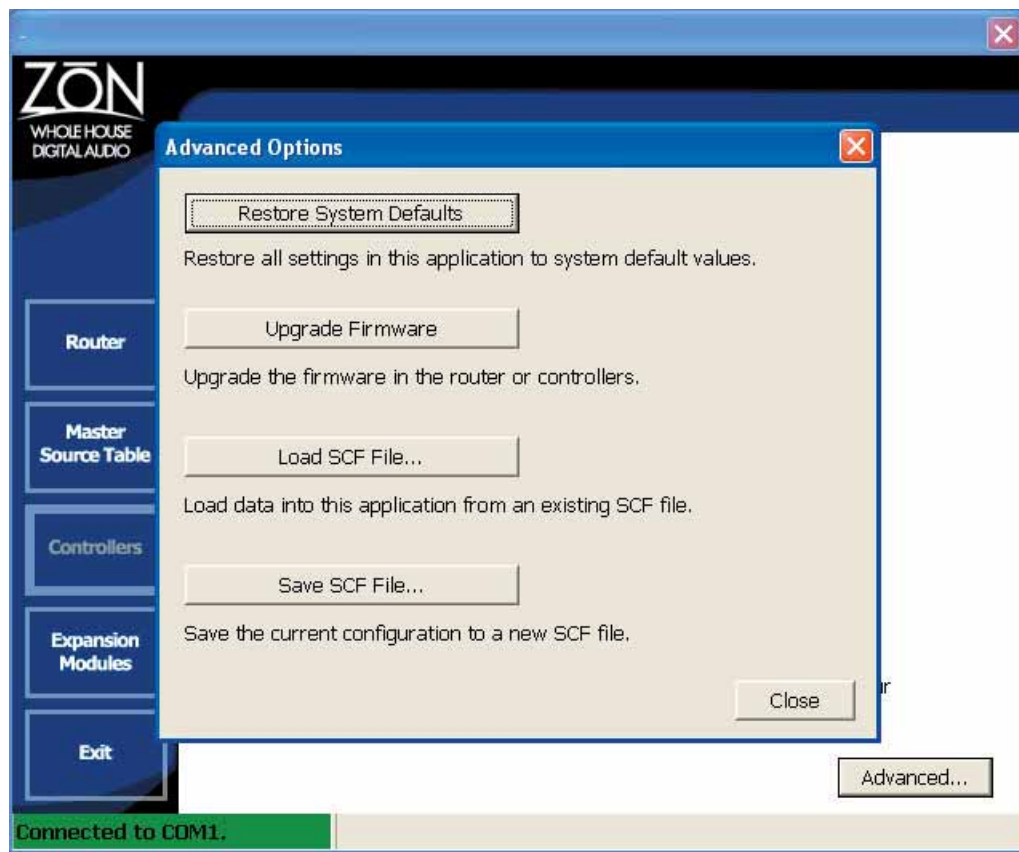 ZŌN
WHOLE HOUSE
DIGITAL AUDIO
Advanced Options
Restore System Defaults
Restore all settings in this application to system default values.
Upgrade Firmware
Upgrade the firmware in the router or controllers.
Load SCF File...
Load data into this application from an existing SCF file.
Save SCF File...
Save the current configuration to a new SCF file.
Close
Router
Master
Source Table
Controllers
Expansion
Modules
Exit
Advanced...
Connected to COM1.